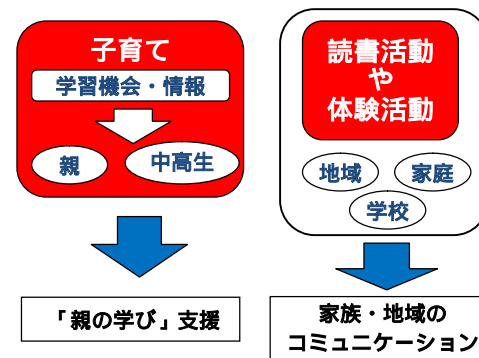 子育て
学習機会・情報
親
中高生
「親の学び」支援
読書活動
や
体験活動
地域
家庭
学校
家族・地域の
コミュニケーション